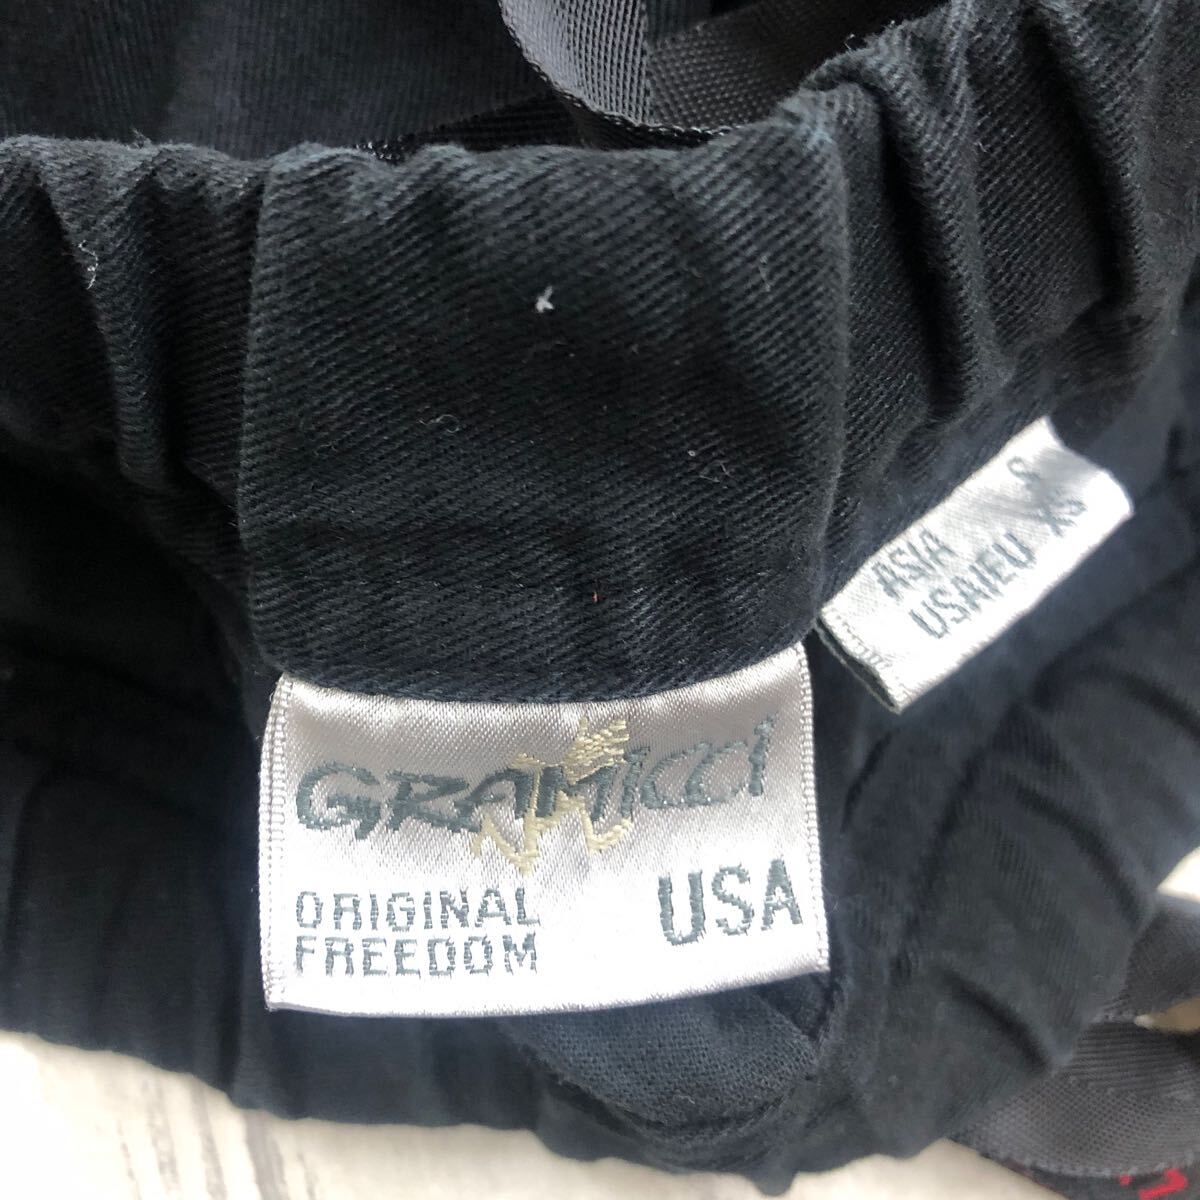 ASIA S
USA/EU XS
GRAMICCI
ORIGINAL
FREEDOM
USA